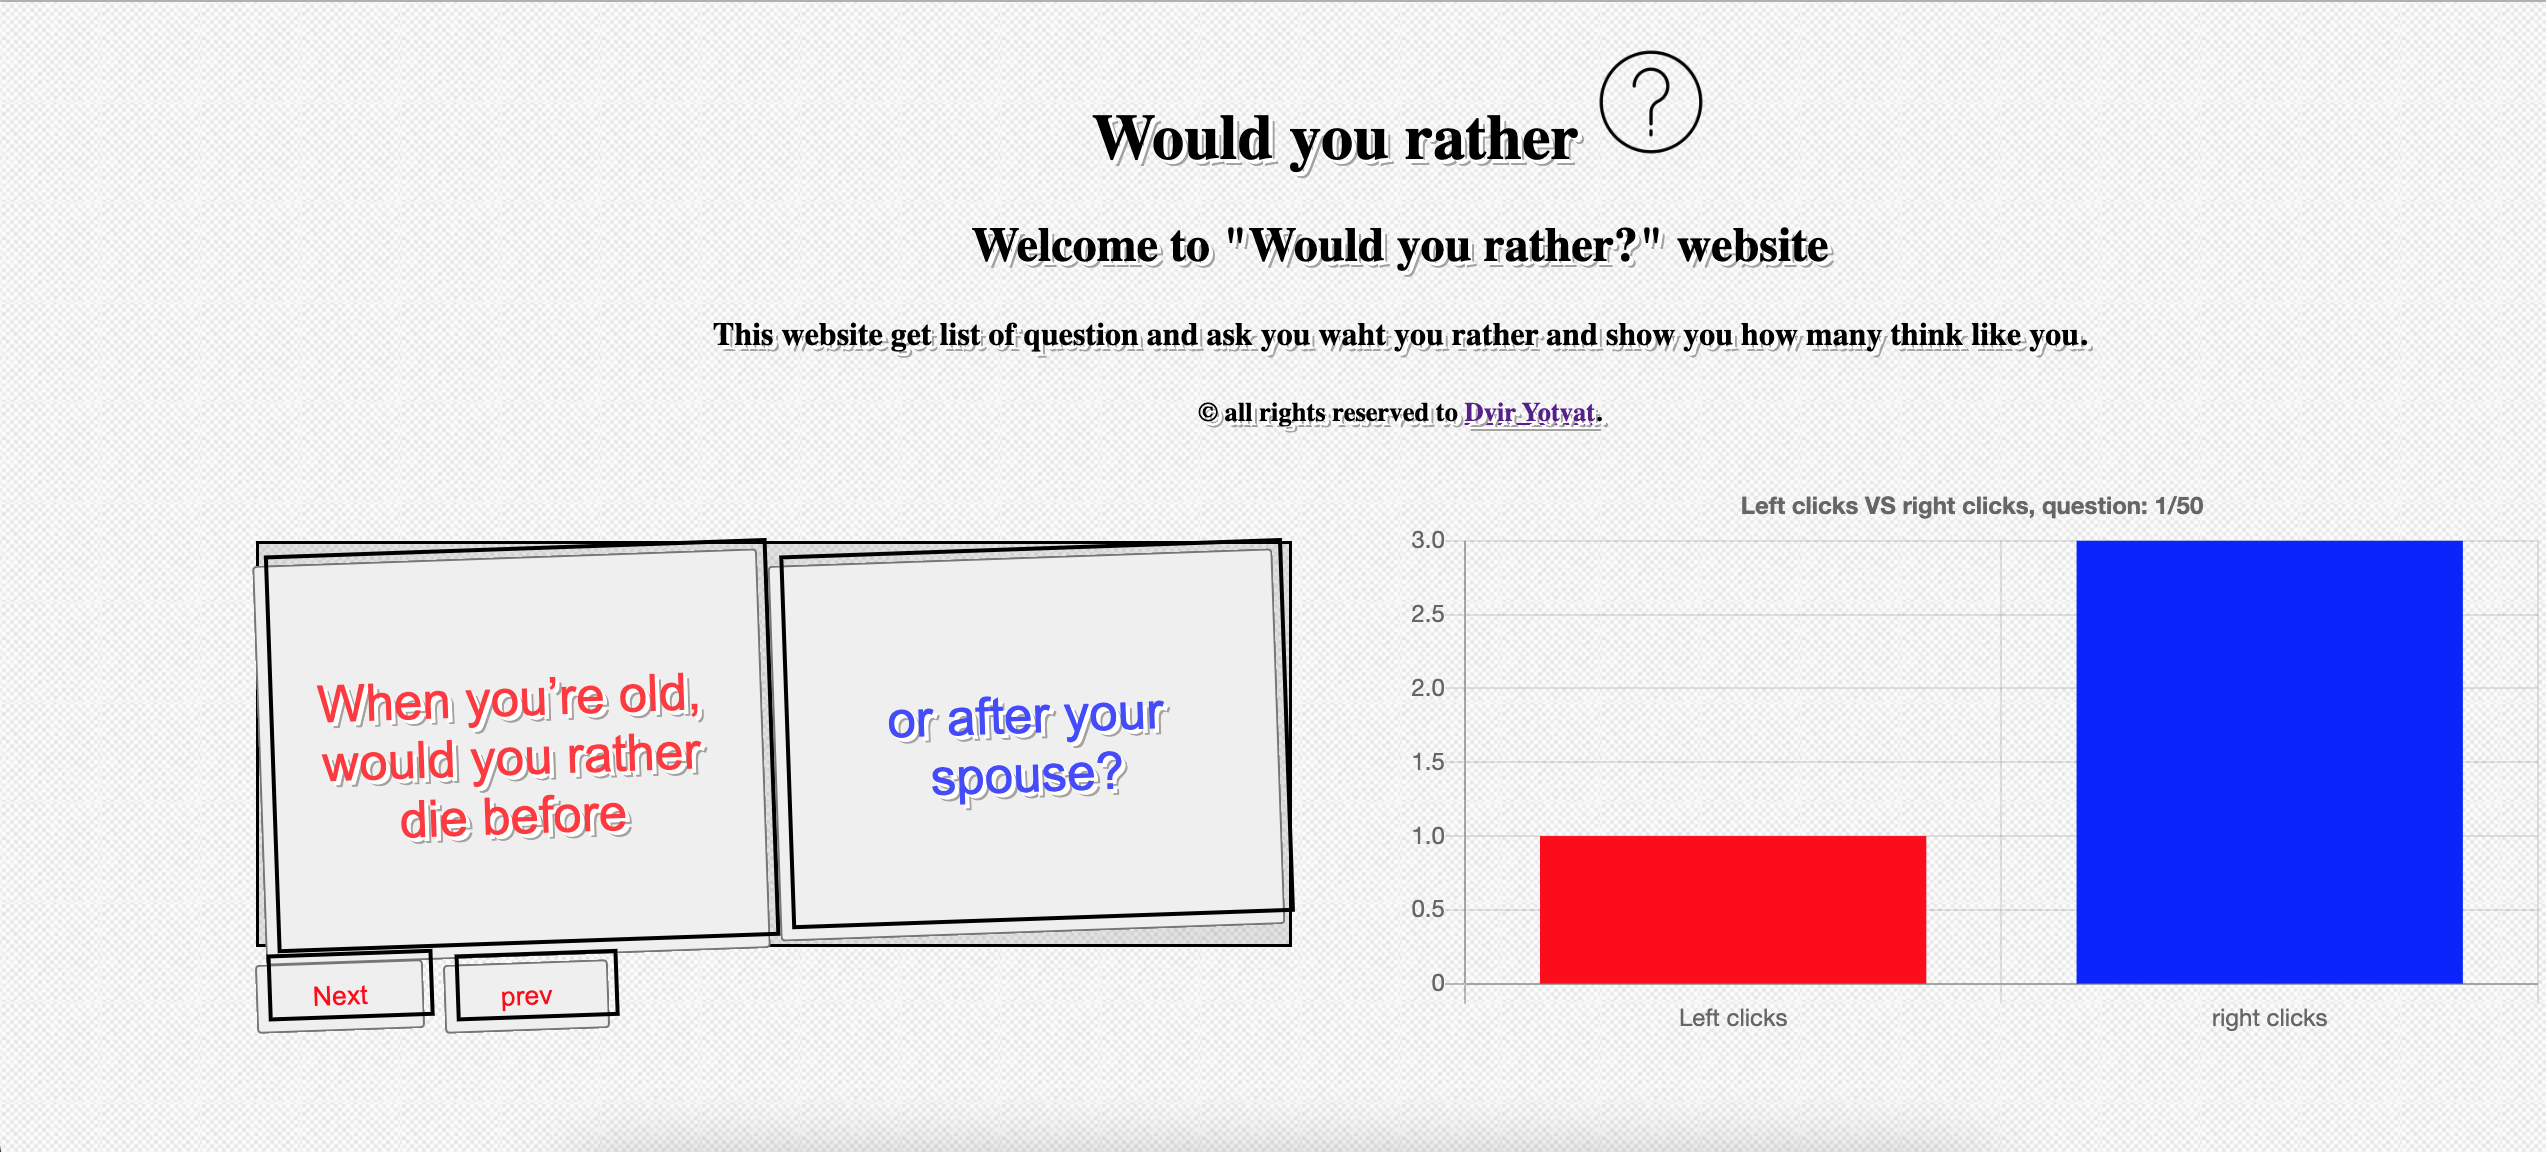 Would you rather
?
Welcome to "Would you rather?" website
This website get list of question and ask you waht you rather and show you how many think like you.
© all rights reserved to Dvir Yotvat.
When you’re old,
would you rather
die before
or after your
spouse?
Next
prev
Left clicks VS right clicks, question: 1/50
3.0
2.5
2.0
1.5
1.0
0.5
0
Left clicks
right clicks